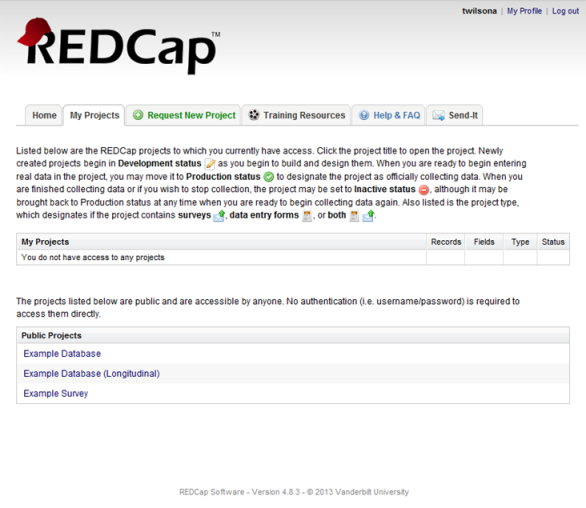 twilsona | My Profile | Log out
REDCap™
Home
My Projects
Request New Project
Training Resources
Help & FAQ
Send-It
Listed below are the REDCap projects to which you currently have access. Click the project title to open the project. Newly
created projects begin in Development status as you begin to build and design them. When you are ready to begin entering
real data in the project, you may move it to Production status to designate the project as officially collecting data. When you
are finished collecting data or if you wish to stop collection, the project may be set to Inactive status , although it may be
brought back to Production status at any time when you are ready to begin collecting data again. Also listed is the project type,
which designates if the project contains surveys , data entry forms , or both .
My Projects Records Fields Type Status
You do not have access to any projects
The projects listed below are public and are accessible by anyone. No authentication (i.e. username/password) is required to
access them directly.
Public Projects
Example Database
Example Database (Longitudinal)
Example Survey
REDCap Software - Version 4.8.3 - © 2013 Vanderbilt University